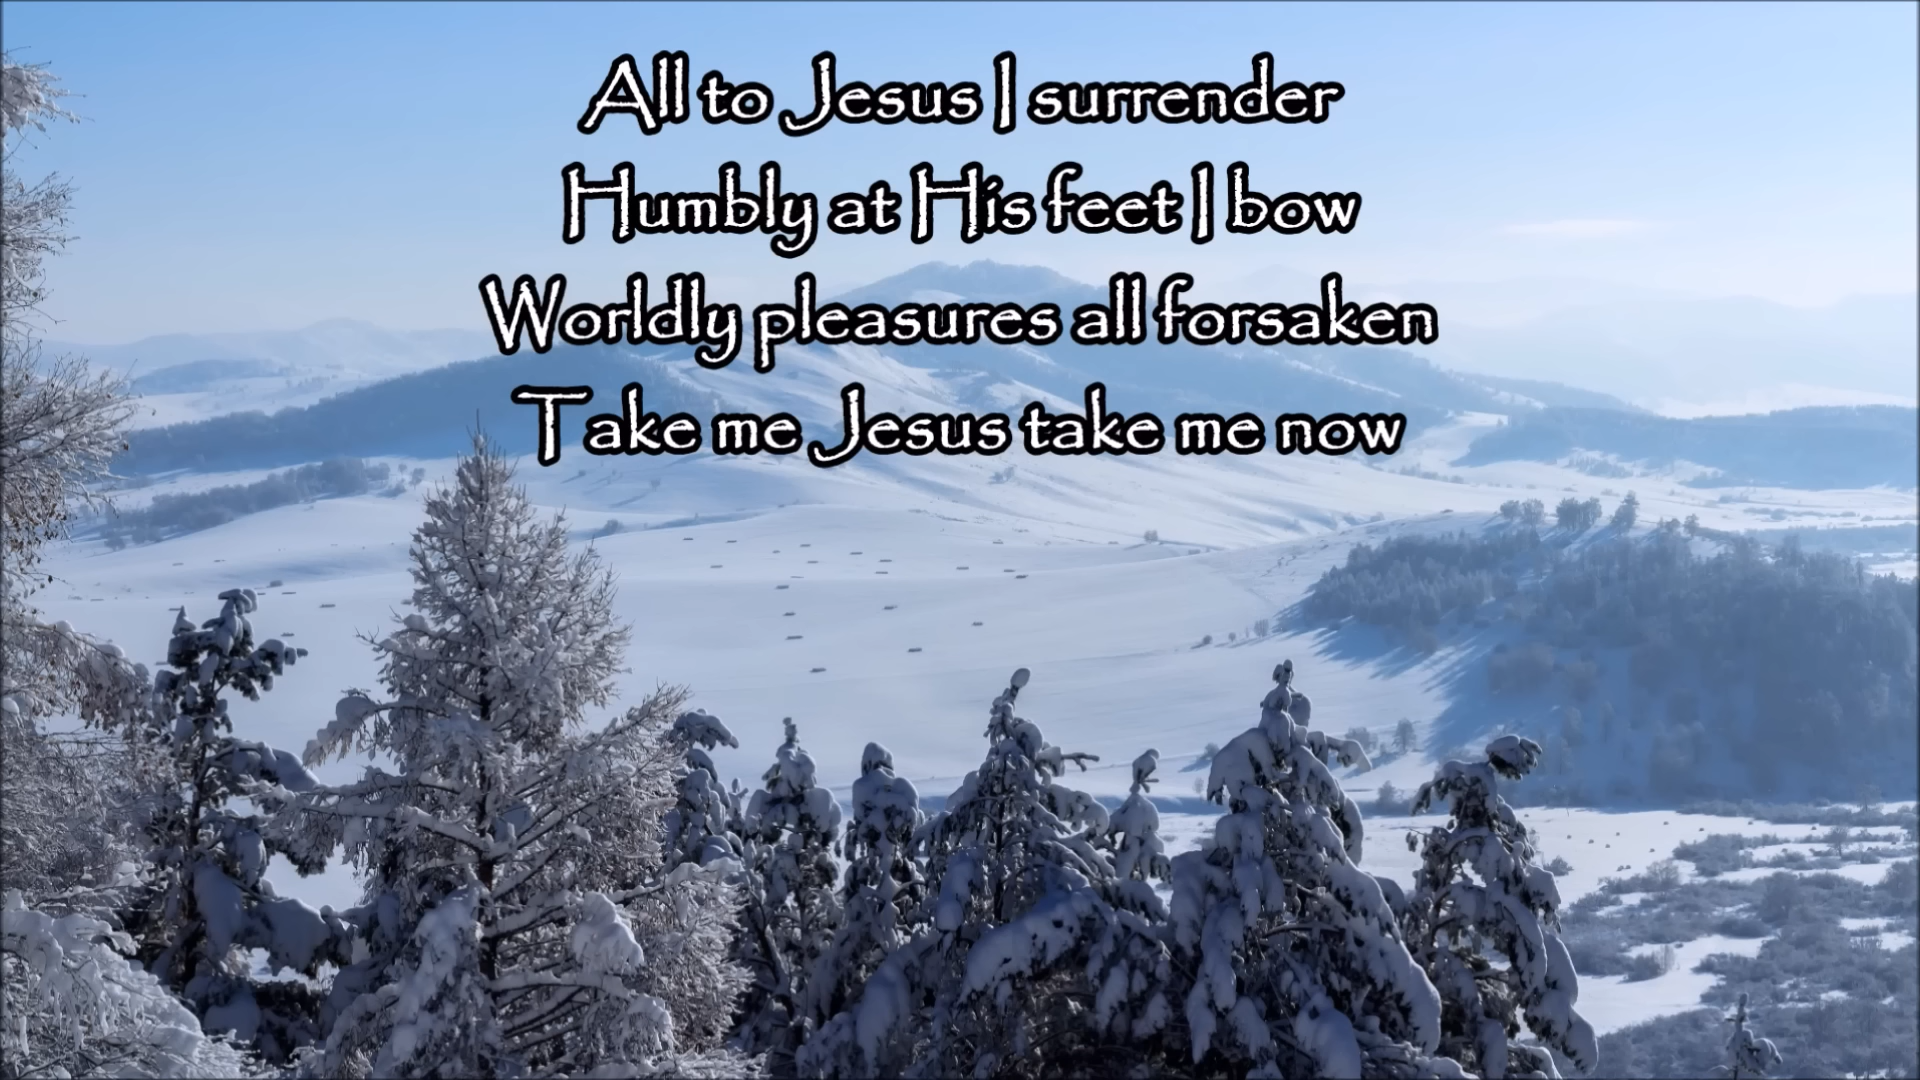 All to Jesus I surrender
Humbly at His feet I bow
Worldly pleasures all forsaken
Take me Jesus take me now